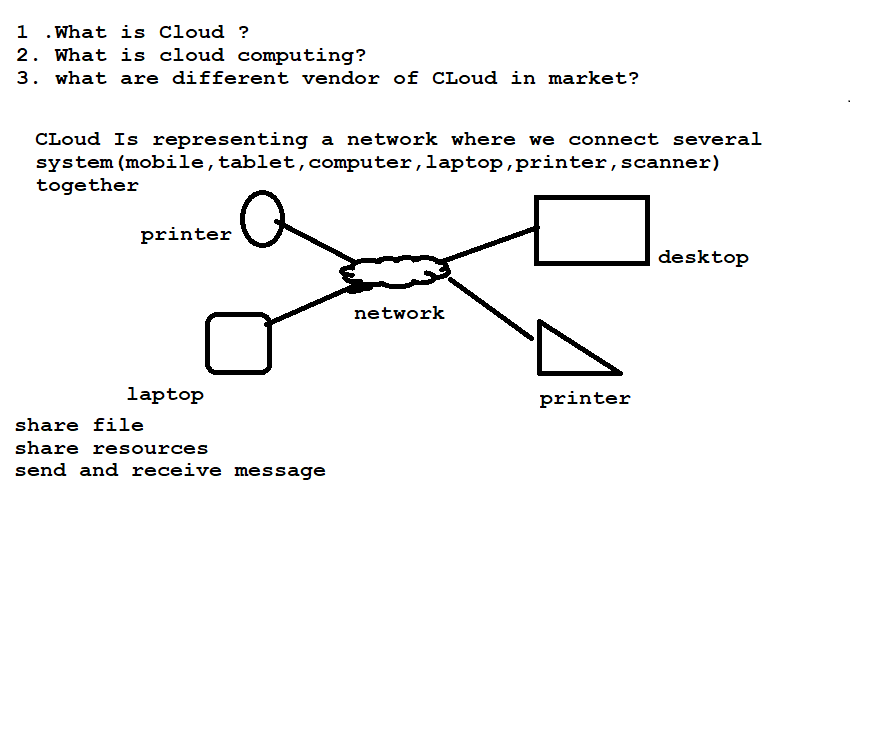 1 .What is Cloud ?
2. What is cloud computing?
3. what are different vendor of CLoud in market?
CLoud Is representing a network where we connect several
system(mobile,tablet,computer,laptop,printer,scanner)
together
printer
desktop
network
laptop
printer
share file
share resources
send and receive message